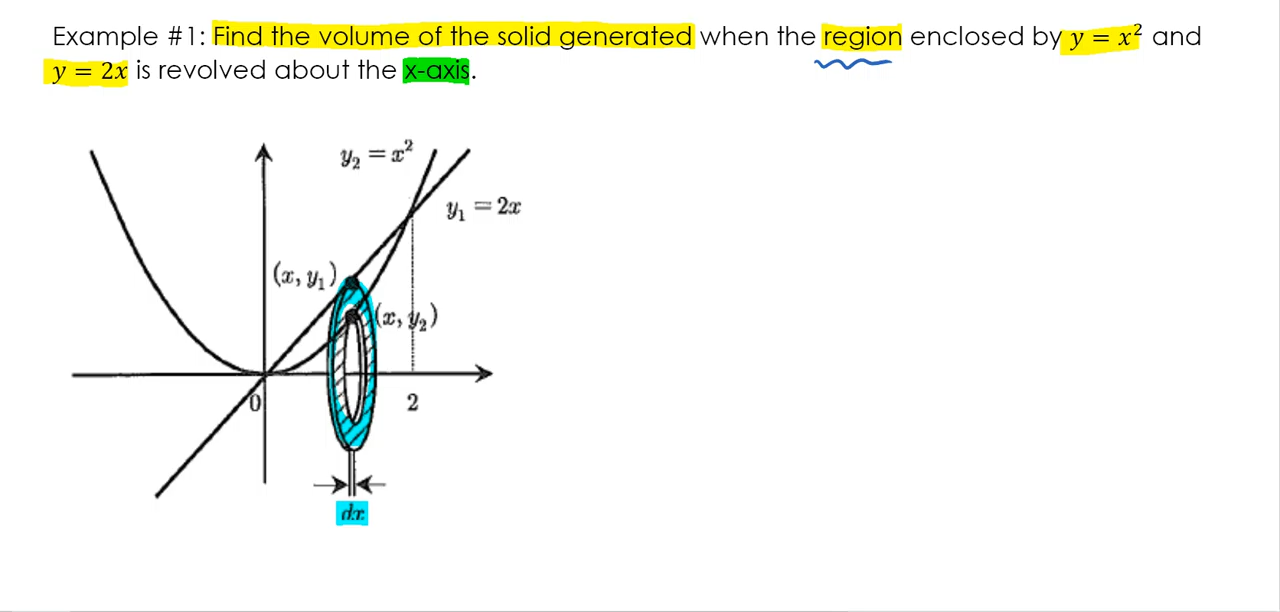 Example #1: Find the volume of the solid generated when the region enclosed by y = x² and
y = 2x is revolved about the x-axis.
y₂ = x²
y₁ = 2x
(x, y₁)
(x, y₂)
0
2
dx